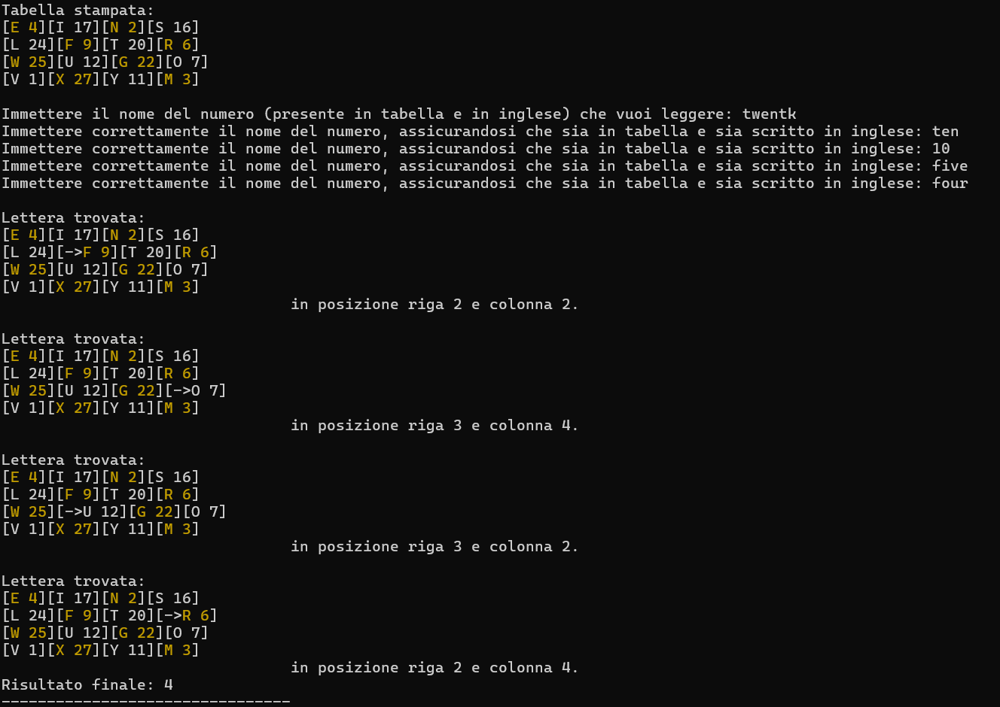 Tabella stampata:
[E 4][I 17][N 2][S 16]
[L 24][F 9][T 20][R 6]
[W 25][U 12][G 22][O 7]
[V 1][X 27][Y 11][M 3]
Immettere il nome del numero (presente in tabella e in inglese) che vuoi leggere: twentk
Immettere correttamente il nome del numero, assicurandosi che sia in tabella e sia scritto in inglese: ten
Immettere correttamente il nome del numero, assicurandosi che sia in tabella e sia scritto in inglese: 10
Immettere correttamente il nome del numero, assicurandosi che sia in tabella e sia scritto in inglese: five
Immettere correttamente il nome del numero, assicurandosi che sia in tabella e sia scritto in inglese: four
Lettera trovata:
[E 4][I 17][N 2][S 16]
[L 24][->F 9][T 20][R 6]
[W 25][U 12][G 22][O 7]
[V 1][X 27][Y 11][M 3]
in posizione riga 2 e colonna 2.
Lettera trovata:
[E 4][I 17][N 2][S 16]
[L 24][F 9][T 20][R 6]
[W 25][U 12][G 22][->O 7]
[V 1][X 27][Y 11][M 3]
in posizione riga 3 e colonna 4.
Lettera trovata:
[E 4][I 17][N 2][S 16]
[L 24][F 9][T 20][R 6]
[W 25][->U 12][G 22][O 7]
[V 1][X 27][Y 11][M 3]
in posizione riga 3 e colonna 2.
Lettera trovata:
[E 4][I 17][N 2][S 16]
[L 24][F 9][T 20][->R 6]
[W 25][U 12][G 22][O 7]
[V 1][X 27][Y 11][M 3]
in posizione riga 2 e colonna 4.
Risultato finale: 4
--------------------------------